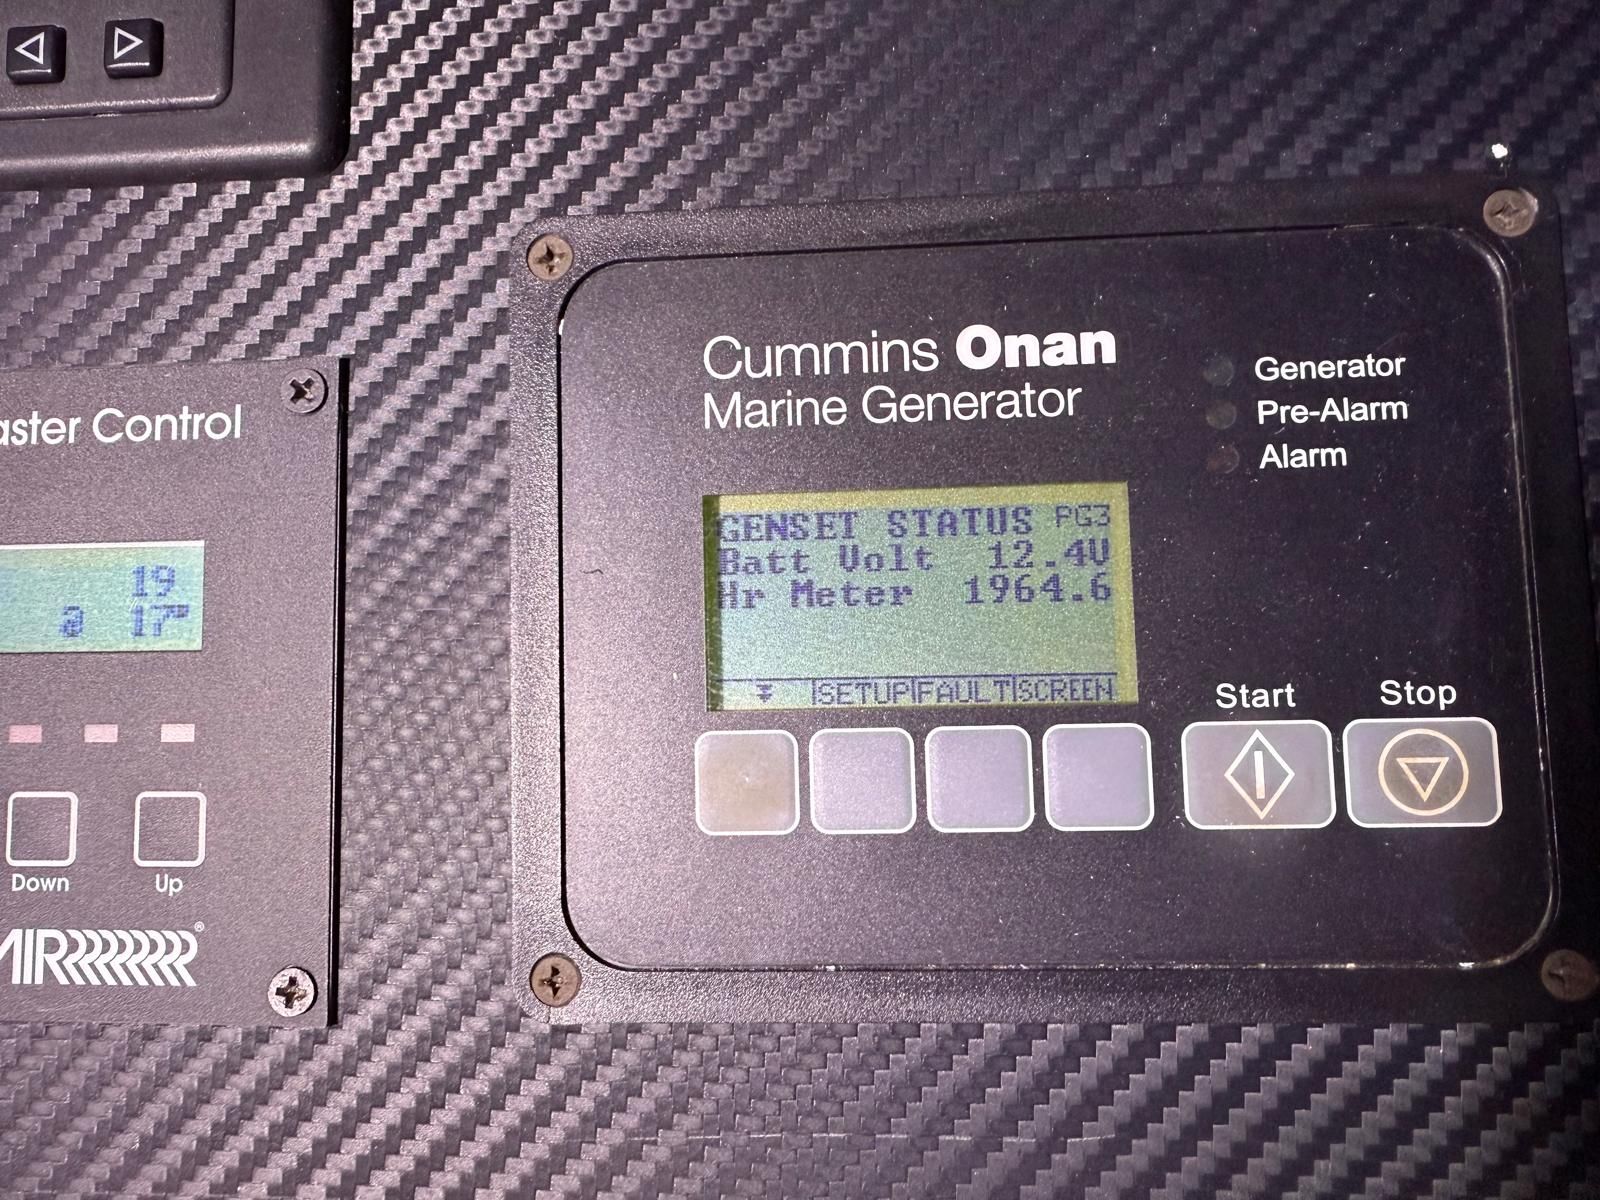 Cummins Onan
Marine Generator
Generator
Pre-Alarm
Alarm
GENSET STATUS PG3
Batt Volt 12.4V
Hr Meter 1964.6
SETUP FAULT SCREEN
Start
Stop
aster Control
19
a 17"
Down
Up
AIR®